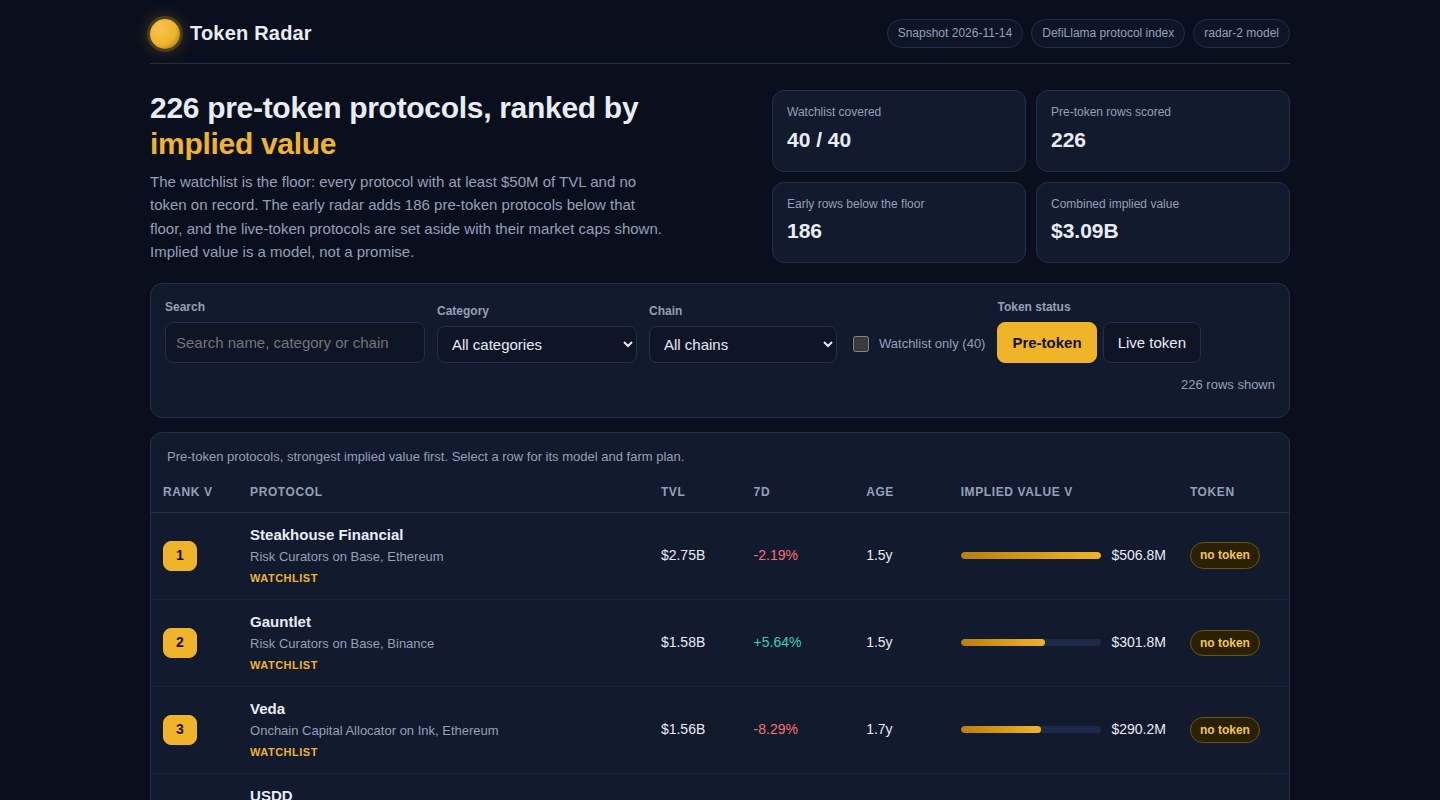 Token Radar
Snapshot 2026-11-14
DefiLlama protocol index
radar-2 model
226 pre-token protocols, ranked by
implied value
The watchlist is the floor: every protocol with at least $50M of TVL and no
token on record. The early radar adds 186 pre-token protocols below that
floor, and the live-token protocols are set aside with their market caps shown.
Implied value is a model, not a promise.
Watchlist covered
40 / 40
Pre-token rows scored
226
Early rows below the floor
186
Combined implied value
$3.09B
Search
Search name, category or chain
Category
All categories
Chain
All chains
Watchlist only (40)
Token status
Pre-token
Live token
226 rows shown
Pre-token protocols, strongest implied value first. Select a row for its model and farm plan.
RANK V PROTOCOL TVL 7D AGE IMPLIED VALUE V TOKEN
1 Steakhouse Financial $2.75B -2.19% 1.5y $506.8M no token
Risk Curators on Base, Ethereum
WATCHLIST
2 Gauntlet $1.58B +5.64% 1.5y $301.8M no token
Risk Curators on Base, Binance
WATCHLIST
3 Veda $1.56B -8.29% 1.7y $290.2M no token
Onchain Capital Allocator on Ink, Ethereum
WATCHLIST
USDD